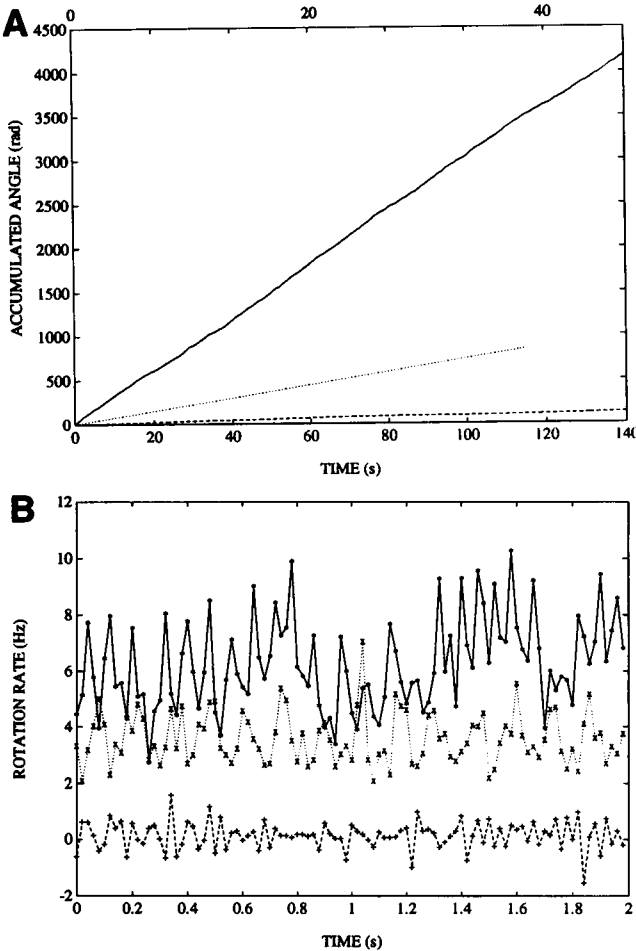 A
0 20 40
4500
4000
3500
3000
2500
2000
1500
1000
500
0
ACCUMULATED ANGLE (rad)
0 20 40 60 80 100 120 140
TIME (s)
B
12
10
8
6
4
2
0
-2
ROTATION RATE (Hz)
0 0.2 0.4 0.6 0.8 1 1.2 1.4 1.6 1.8 2
TIME (s)